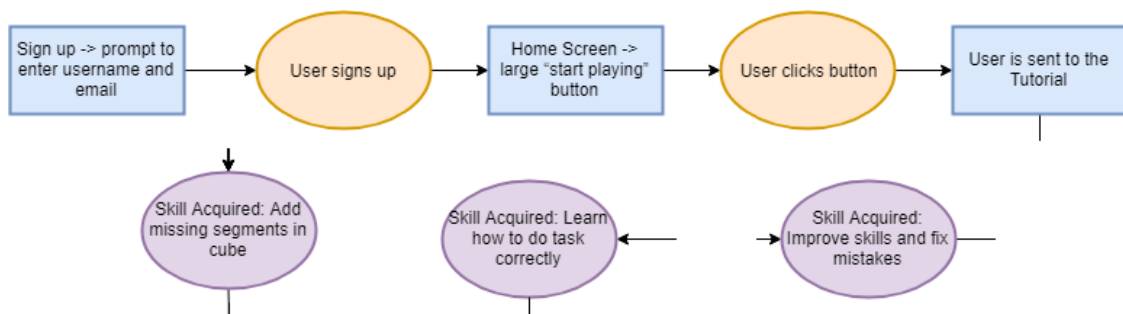 Sign up -> prompt to
enter username and
email
User signs up
Home Screen ->
large “start playing”
button
User clicks button
User is sent to the
Tutorial
Skill Acquired: Add
missing segments in
cube
Skill Acquired: Learn
how to do task
correctly
Skill Acquired:
Improve skills and fix
mistakes